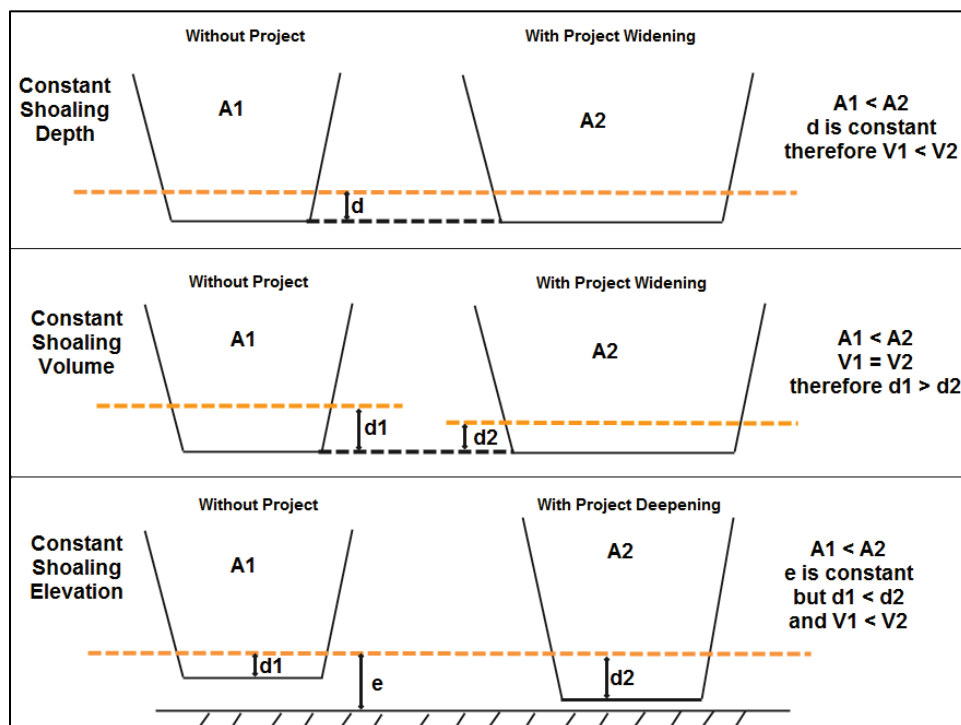 Without Project
With Project Widening
Constant
Shoaling
Depth
A1
A2
A1 < A2
d is constant
therefore V1 < V2
d
Without Project
With Project Widening
Constant
Shoaling
Volume
A1
A2
A1 < A2
V1 = V2
therefore d1 > d2
d1
d2
Without Project
With Project Deepening
Constant
Shoaling
Elevation
A1
A2
A1 < A2
e is constant
but d1 < d2
and V1 < V2
d1
e
d2